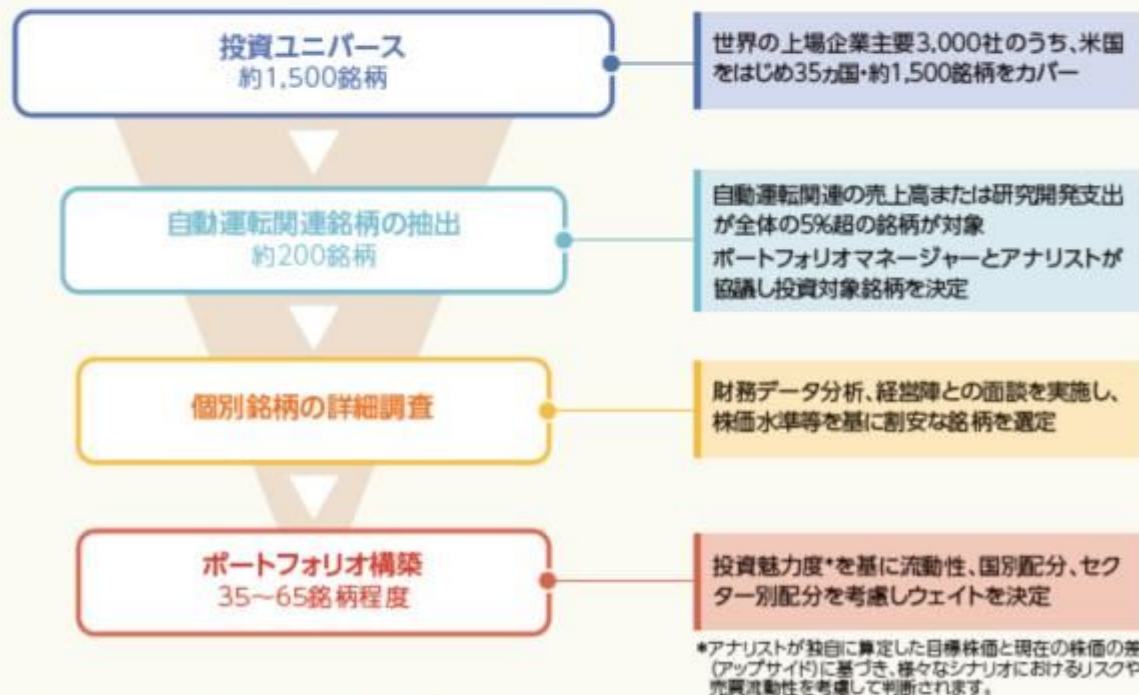 投資ユニバース
約1,500銘柄
世界の上場企業主要3,000社のうち、米国
をはじめ35ヵ国・約1,500銘柄をカバー
自動運転関連銘柄の抽出
約200銘柄
自動運転関連の売上高または研究開発支出
が全体の5%超の銘柄が対象
ポートフォリオマネージャーとアナリストが
協議し投資対象銘柄を決定
個別銘柄の詳細調査
財務データ分析、経営陣との面談を実施し、
株価水準等を基に割安な銘柄を選定
ポートフォリオ構築
35〜65銘柄程度
投資魅力度*を基に流動性、国別配分、セク
ター別配分を考慮しウェイトを決定
*アナリストが独自に算定した目標株価と現在の株価の差
(アップサイド)に基づき、様々なシナリオにおけるリスクや
売買流動性を考慮して判断されます。